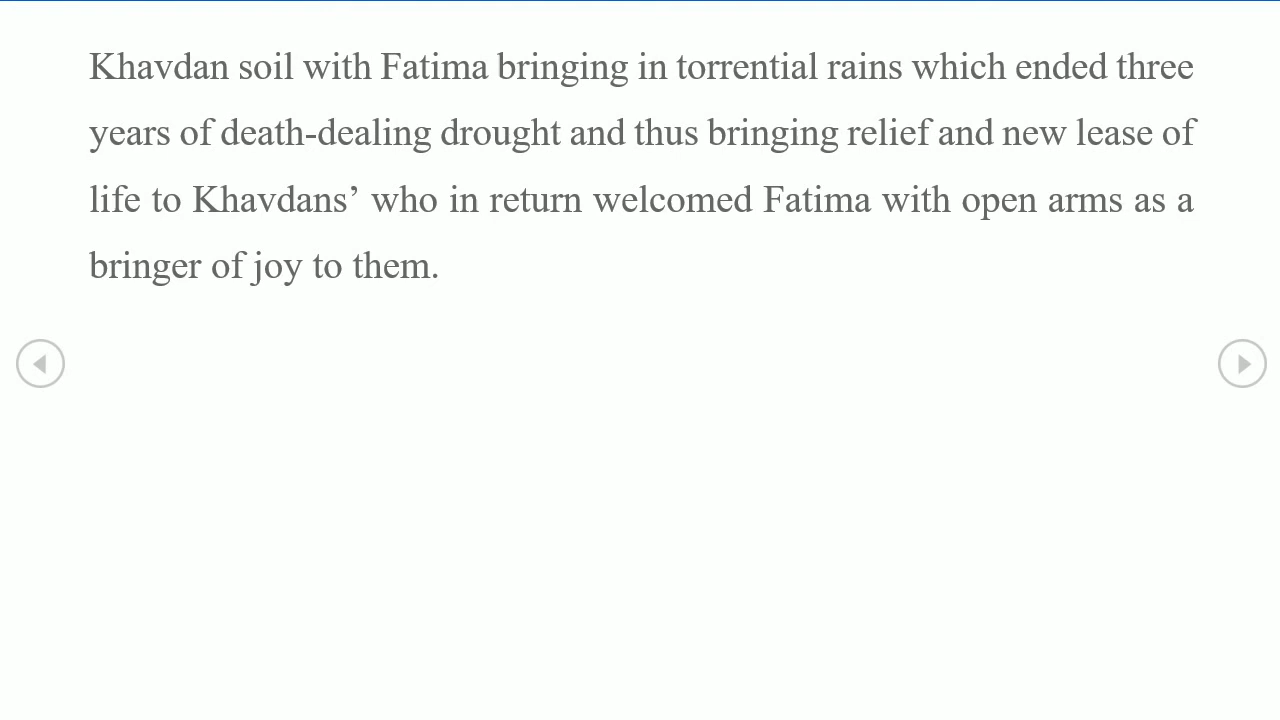 Khavdan soil with Fatima bringing in torrential rains which ended three
years of death-dealing drought and thus bringing relief and new lease of
life to Khavdans’ who in return welcomed Fatima with open arms as a
bringer of joy to them.